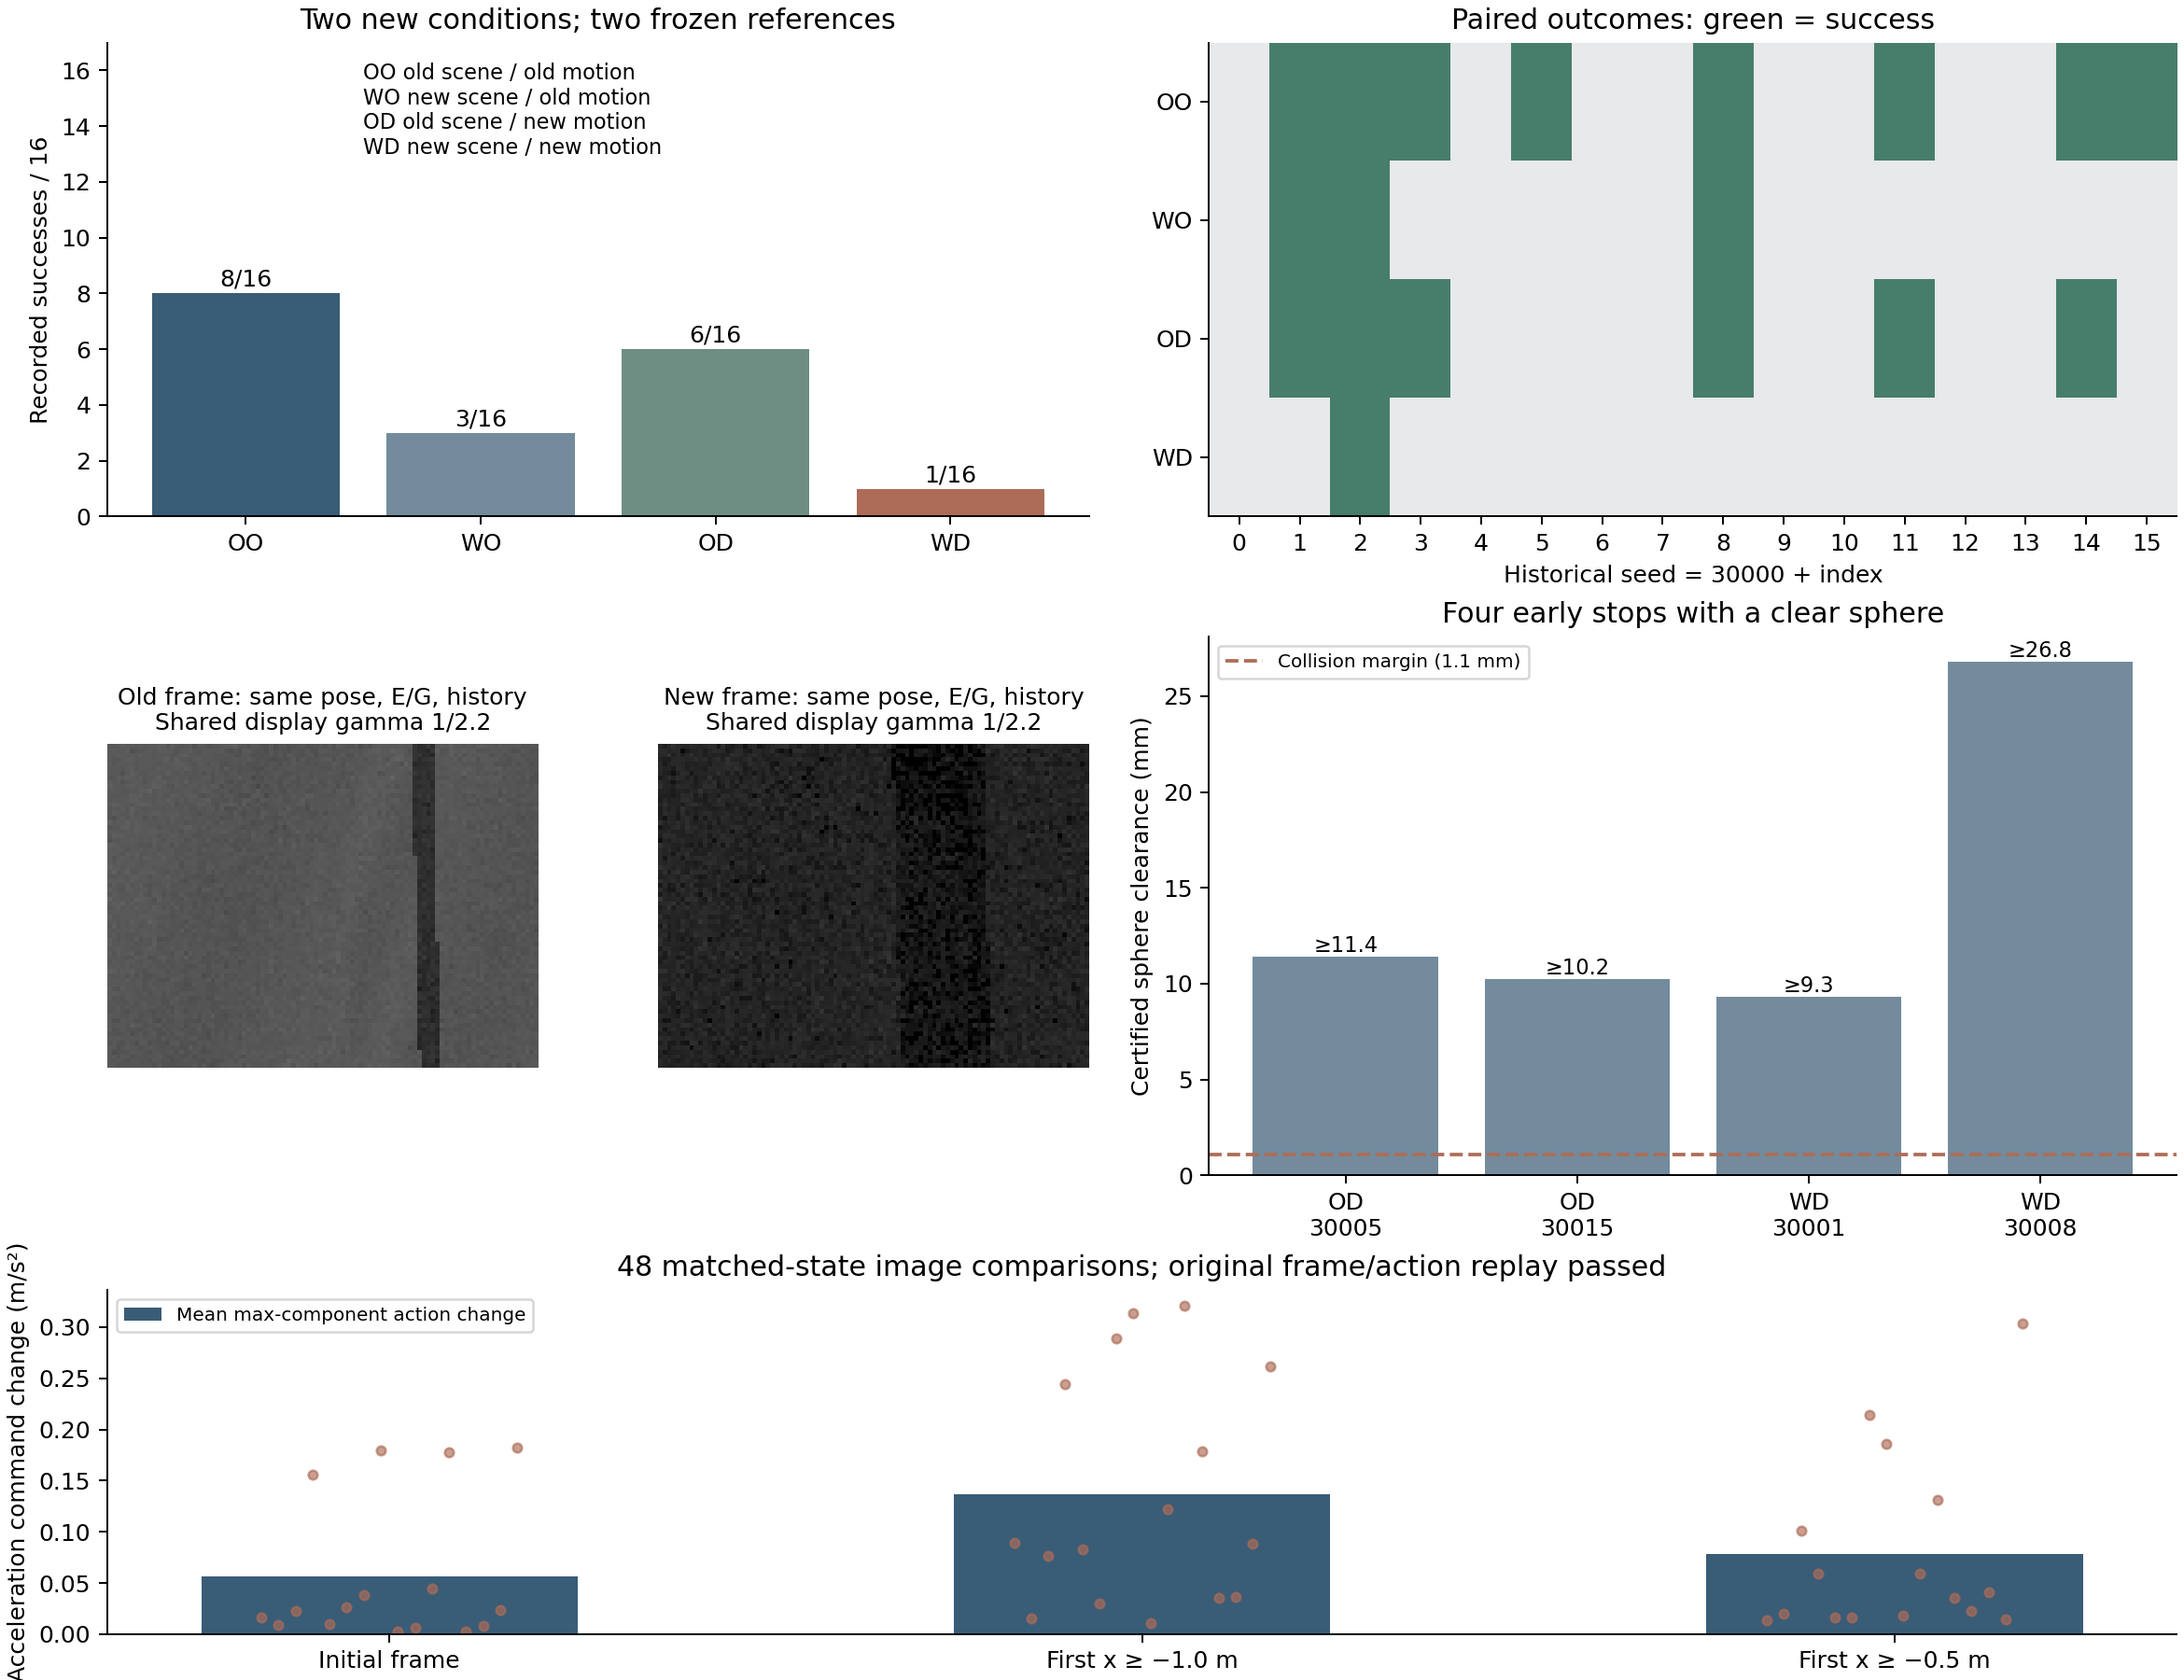 Two new conditions; two frozen references
OO old scene / old motion
WO new scene / old motion
OD old scene / new motion
WD new scene / new motion
Recorded successes / 16
16
14
12
10
8
6
4
2
0
8/16
3/16
6/16
1/16
OO
WO
OD
WD
Paired outcomes: green = success
OO
WO
OD
WD
0 1 2 3 4 5 6 7 8 9 10 11 12 13 14 15
Historical seed = 30000 + index
Old frame: same pose, E/G, history
Shared display gamma 1/2.2
New frame: same pose, E/G, history
Shared display gamma 1/2.2
Four early stops with a clear sphere
Collision margin (1.1 mm)
Certified sphere clearance (mm)
25
20
15
10
5
0
≥11.4
≥10.2
≥9.3
≥26.8
OD
30005
OD
30015
WD
30001
WD
30008
48 matched-state image comparisons; original frame/action replay passed
Mean max-component action change
Acceleration command change (m/s²)
0.30
0.25
0.20
0.15
0.10
0.05
0.00
Initial frame
First x ≥ −1.0 m
First x ≥ −0.5 m